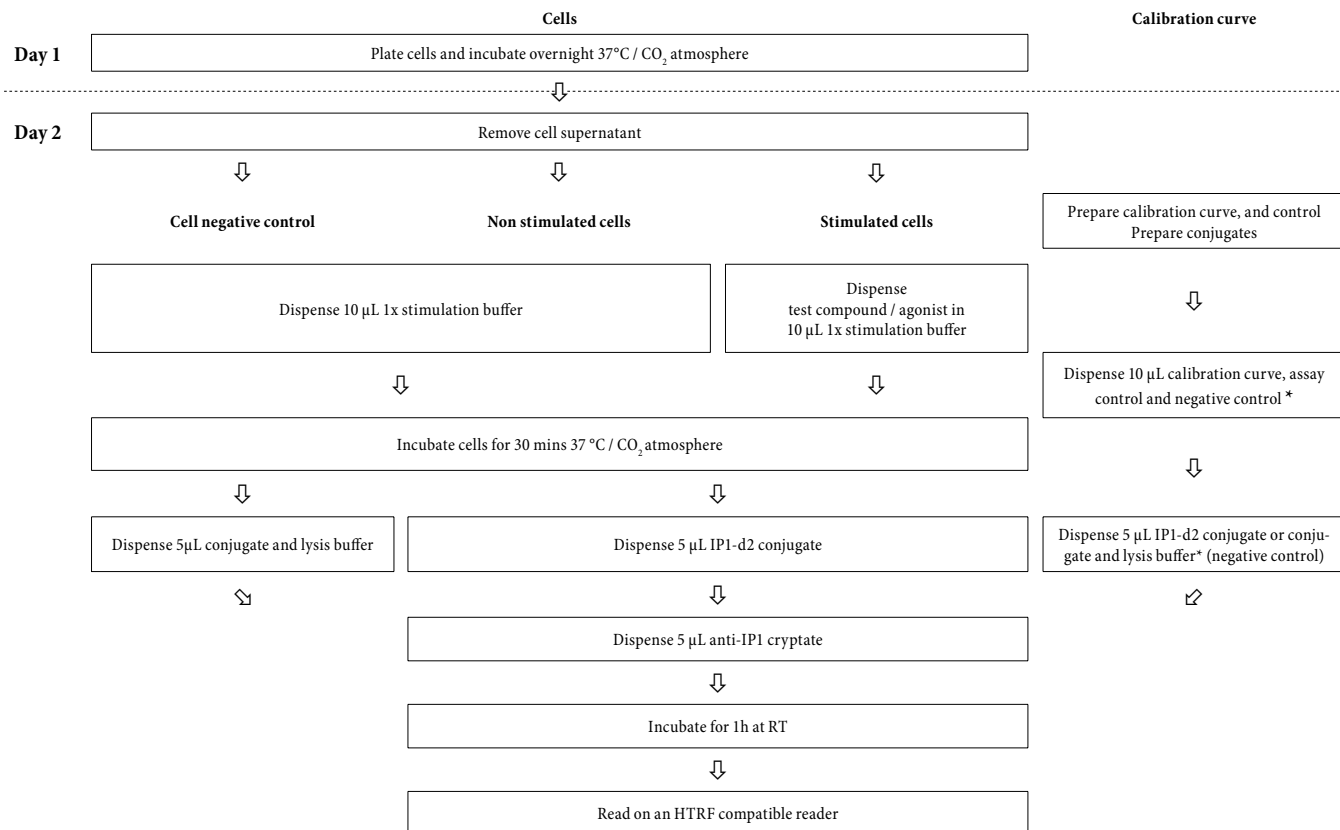 Cells
Calibration curve
Day 1
Plate cells and incubate overnight 37°C / CO₂ atmosphere
Day 2
Remove cell supernatant
Cell negative control
Non stimulated cells
Stimulated cells
Prepare calibration curve, and control
Prepare conjugates
Dispense 10 µL 1x stimulation buffer
Dispense
test compound / agonist in
10 µL 1x stimulation buffer
Dispense 10 µL calibration curve, assay
control and negative control *
Incubate cells for 30 mins 37 °C / CO₂ atmosphere
Dispense 5µL conjugate and lysis buffer
Dispense 5 µL IP1-d2 conjugate
Dispense 5 µL IP1-d2 conjugate or conju-
gate and lysis buffer* (negative control)
Dispense 5 µL anti-IP1 cryptate
Incubate for 1h at RT
Read on an HTRF compatible reader